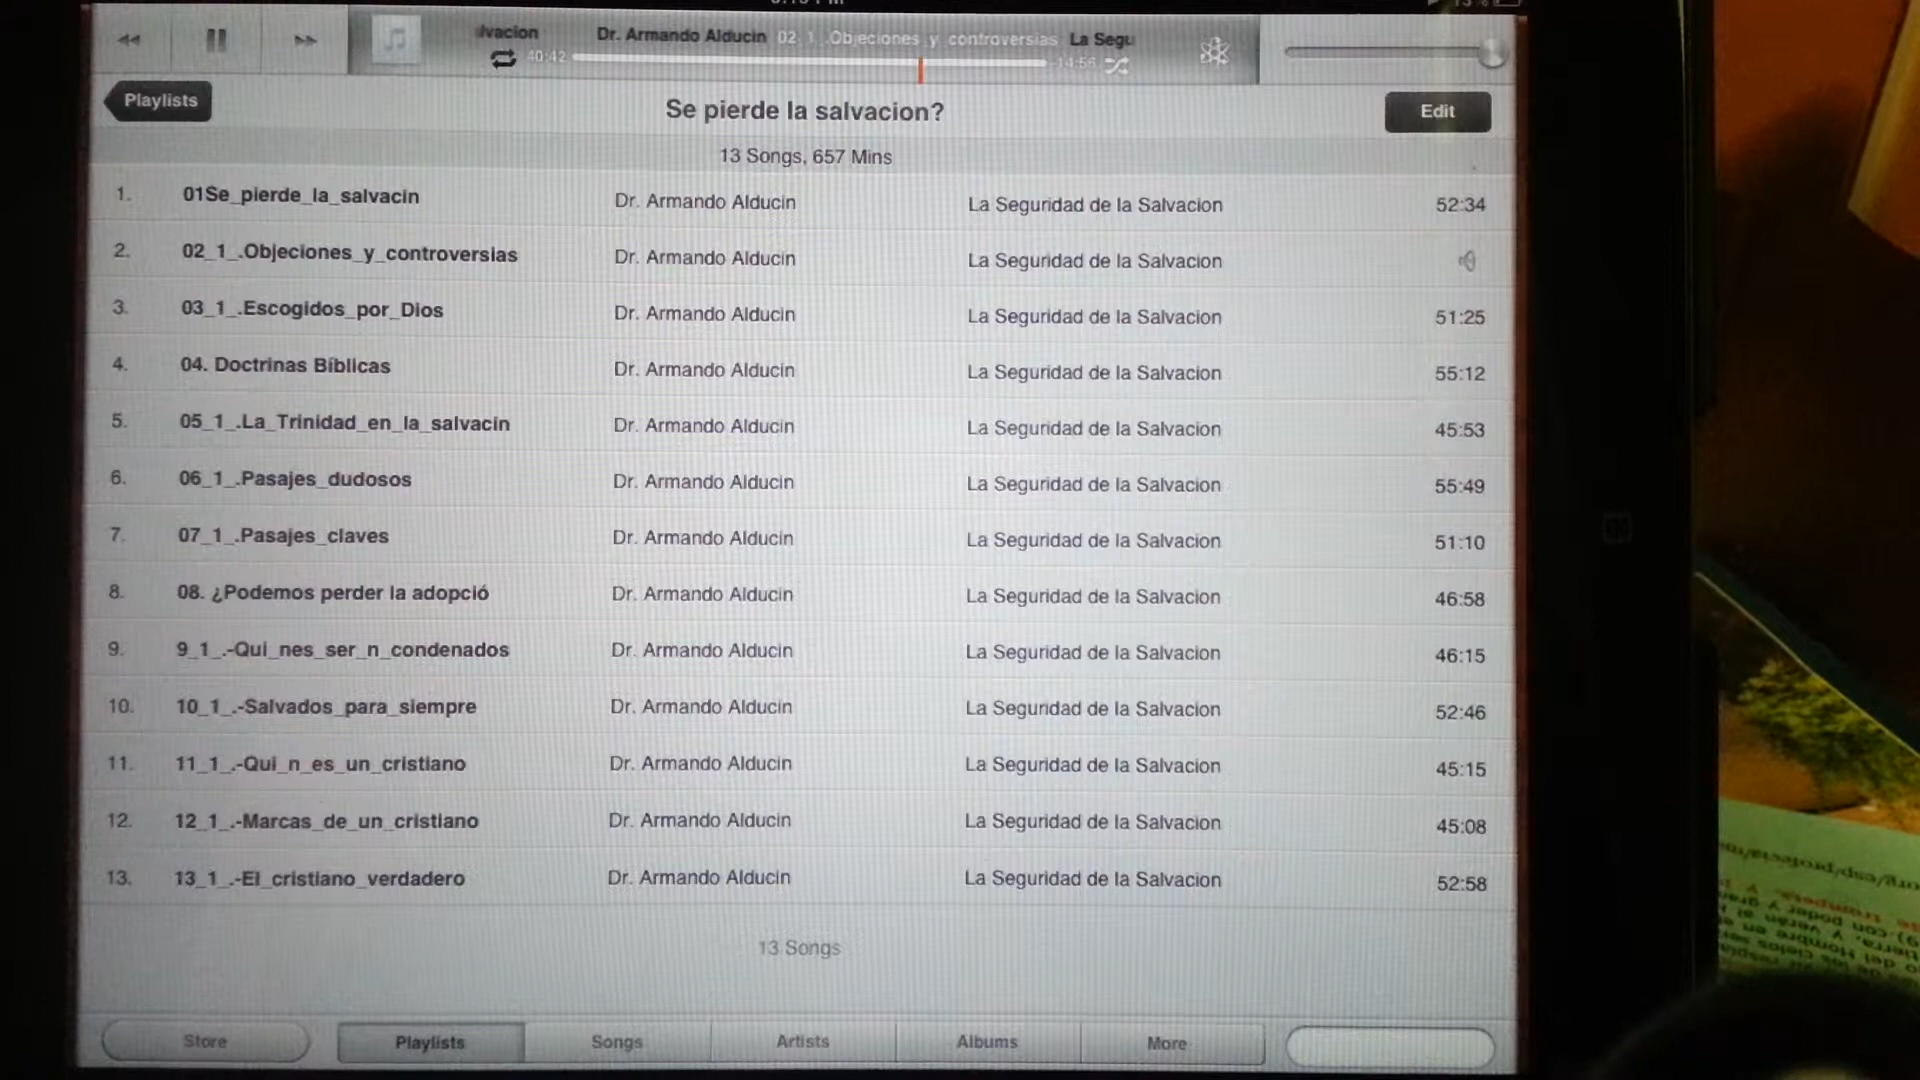 lvacion Dr. Armando Alducin 02_1_.Objeciones_y_controversias La Segu
40:42 -14:56
Playlists Se pierde la salvacion? Edit
13 Songs, 657 Mins
1. 01Se_pierde_la_salvacin Dr. Armando Alducin La Seguridad de la Salvacion 52:34
2. 02_1_.Objeciones_y_controversias Dr. Armando Alducin La Seguridad de la Salvacion
3. 03_1_.Escogidos_por_Dios Dr. Armando Alducin La Seguridad de la Salvacion 51:25
4. 04. Doctrinas Bíblicas Dr. Armando Alducin La Seguridad de la Salvacion 55:12
5. 05_1_.La_Trinidad_en_la_salvacin Dr. Armando Alducin La Seguridad de la Salvacion 45:53
6. 06_1_.Pasajes_dudosos Dr. Armando Alducin La Seguridad de la Salvacion 55:49
7. 07_1_.Pasajes_claves Dr. Armando Alducin La Seguridad de la Salvacion 51:10
8. 08. ¿Podemos perder la adopció Dr. Armando Alducin La Seguridad de la Salvacion 46:58
9. 9_1_.-Qui_nes_ser_n_condenados Dr. Armando Alducin La Seguridad de la Salvacion 46:15
10. 10_1_.-Salvados_para_siempre Dr. Armando Alducin La Seguridad de la Salvacion 52:46
11. 11_1_.-Qui_n_es_un_cristiano Dr. Armando Alducin La Seguridad de la Salvacion 45:15
12. 12_1_.-Marcas_de_un_cristiano Dr. Armando Alducin La Seguridad de la Salvacion 45:08
13. 13_1_.-El_cristiano_verdadero Dr. Armando Alducin La Seguridad de la Salvacion 52:58
13 Songs
Store Playlists Songs Artists Albums More